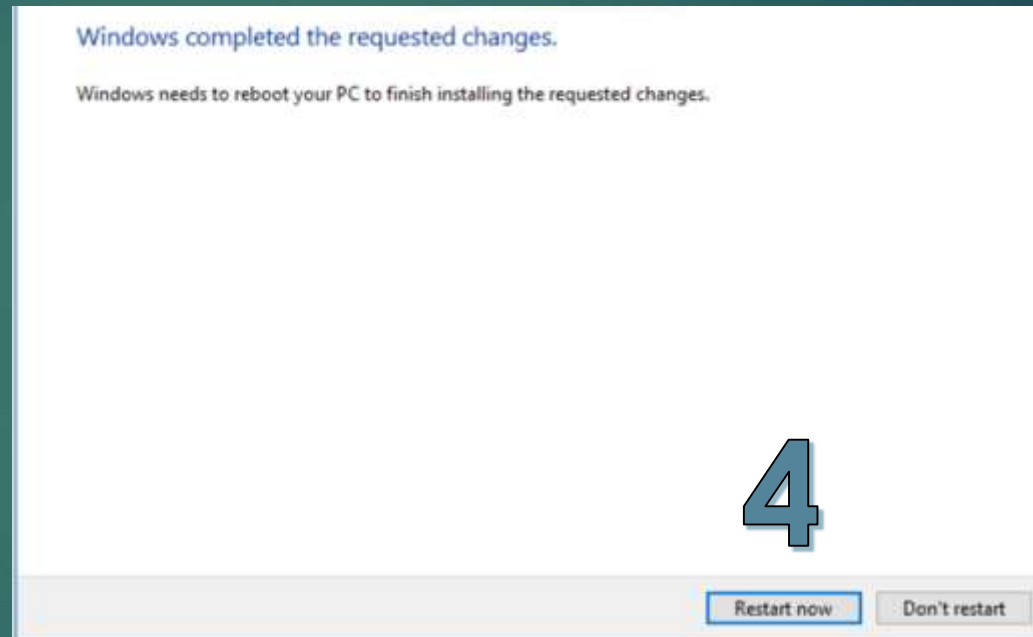 Windows completed the requested changes.
Windows needs to reboot your PC to finish installing the requested changes.
4
Restart now Don't restart